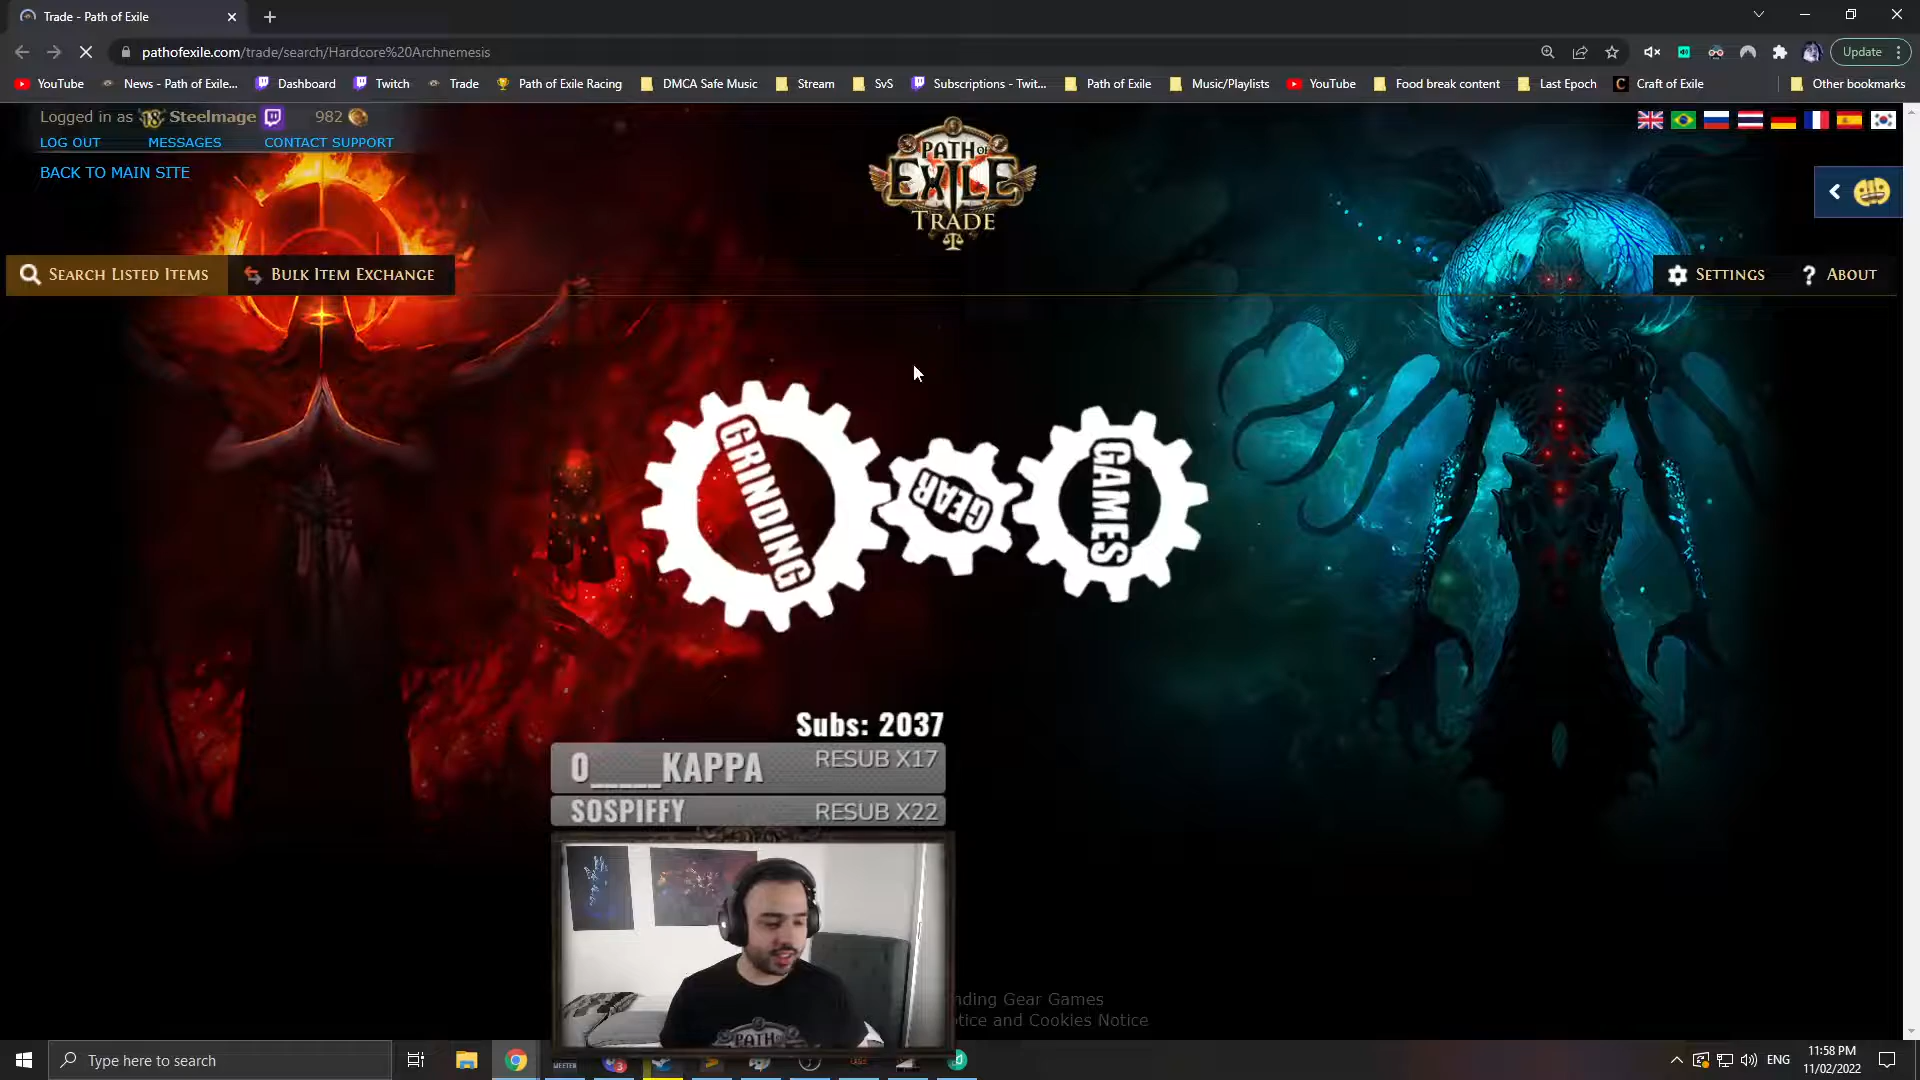 Trade - Path of Exile
pathofexile.com/trade/search/Hardcore%20Archnemesis
Update
YouTube
News - Path of Exile...
Dashboard
Twitch
Trade
Path of Exile Racing
DMCA Safe Music
Stream
SvS
Subscriptions - Twit...
Path of Exile
Music/Playlists
YouTube
Food break content
Last Epoch
Craft of Exile
Other bookmarks
Logged in as Steelmage 982
LOG OUT MESSAGES CONTACT SUPPORT
BACK TO MAIN SITE
PATH OF
EXILE
TRADE
SEARCH LISTED ITEMS
BULK ITEM EXCHANGE
SETTINGS
ABOUT
GRINDING
GEAR
GAMES
Subs: 2037
O____KAPPA RESUB X17
SOSPIFFY RESUB X22
nding Gear Games
otice and Cookies Notice
PATH
Type here to search
ENG
11:58 PM
11/02/2022